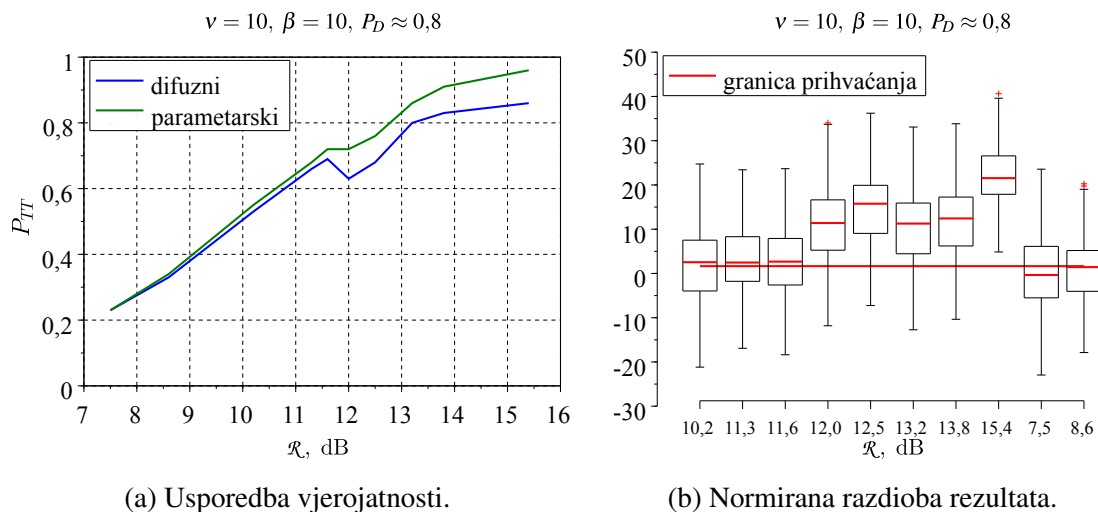 ν = 10, β = 10, P_D ≈ 0,8
difuzni
parametarski
1
0,8
0,6
0,4
0,2
0
P_TT
7 8 9 10 11 12 13 14 15 16
ℛ, dB
(a) Usporedba vjerojatnosti.
ν = 10, β = 10, P_D ≈ 0,8
granica prihvaćanja
50
40
30
20
10
0
-10
-20
-30
10,2 11,3 11,6 12,0 12,5 13,2 13,8 15,4 7,5 8,6
ℛ, dB
(b) Normirana razdioba rezultata.